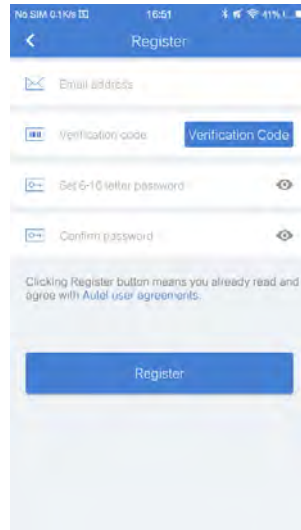 No SIM 0.1K/s 16:51 41%
Register
Email address
Verification code Verification Code
Set 6-10 letter password
Confirm password
Clicking Register button means you already read and
agree with Autel user agreements.
Register